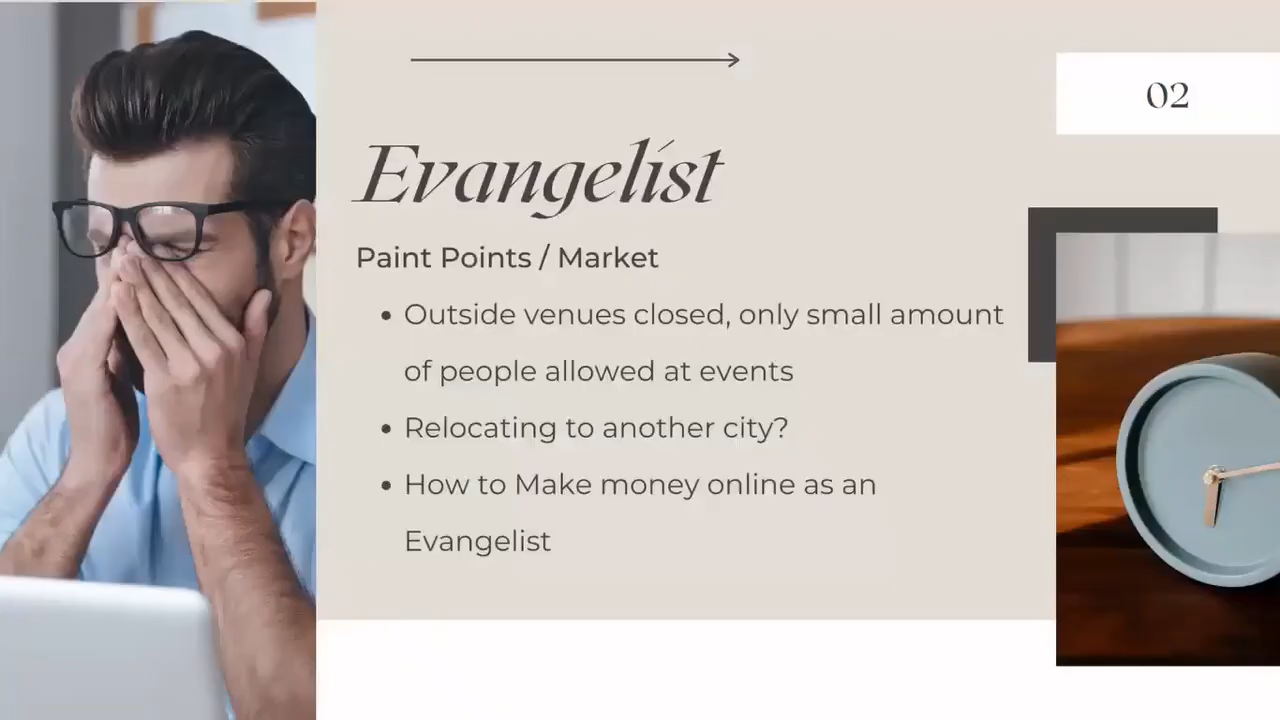 02
Evangelist
Paint Points / Market
• Outside venues closed, only small amount
of people allowed at events
• Relocating to another city?
• How to Make money online as an
Evangelist